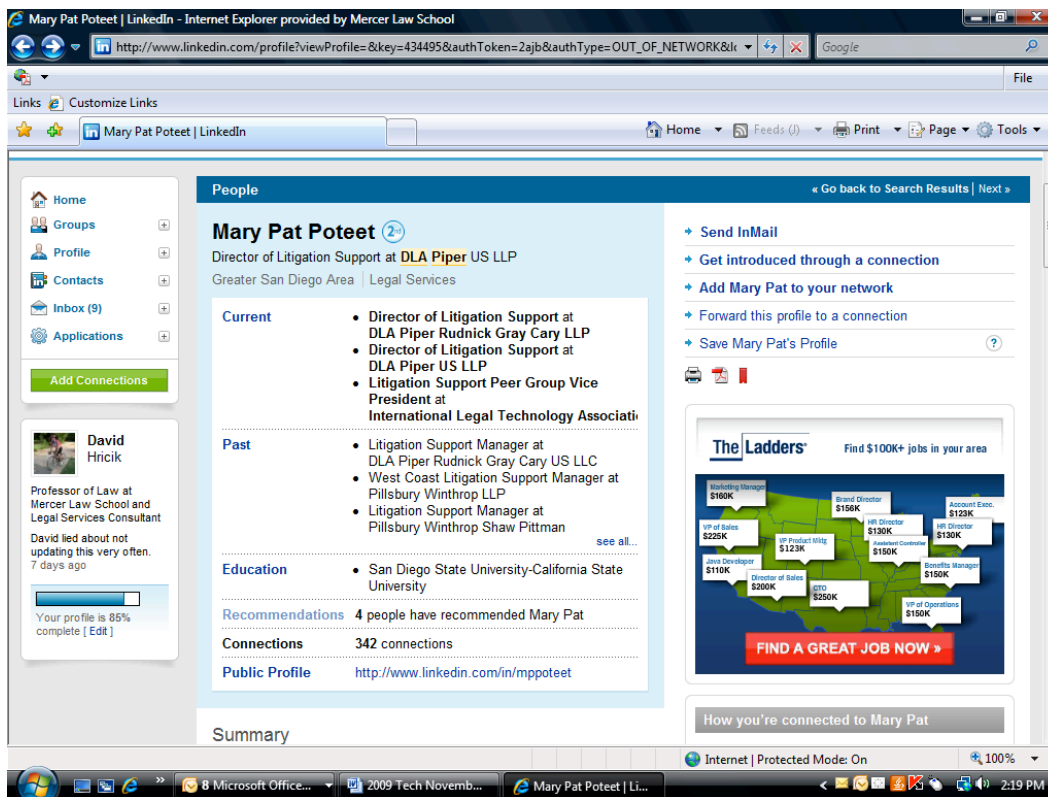 Mary Pat Poteet | LinkedIn - Internet Explorer provided by Mercer Law School
http://www.linkedin.com/profile?viewProfile=&key=434495&authToken=2ajb&authType=OUT_OF_NETWORK&lk
Google
File
Links Customize Links
Mary Pat Poteet | LinkedIn
Home Feeds (J) Print Page Tools
Home
Groups
Profile
Contacts
Inbox (9)
Applications
Add Connections
David
Hricik
Professor of Law at
Mercer Law School and
Legal Services Consultant
David lied about not
updating this very often.
7 days ago
Your profile is 85%
complete [ Edit ]
People
« Go back to Search Results | Next »
Mary Pat Poteet 2nd
Director of Litigation Support at DLA Piper US LLP
Greater San Diego Area | Legal Services
Current
• Director of Litigation Support at
DLA Piper Rudnick Gray Cary LLP
• Director of Litigation Support at
DLA Piper US LLP
• Litigation Support Peer Group Vice
President at
International Legal Technology Associati
Past
• Litigation Support Manager at
DLA Piper Rudnick Gray Cary US LLC
• West Coast Litigation Support Manager at
Pillsbury Winthrop LLP
• Litigation Support Manager at
Pillsbury Winthrop Shaw Pittman
see all...
Education
• San Diego State University-California State
University
Recommendations 4 people have recommended Mary Pat
Connections 342 connections
Public Profile http://www.linkedin.com/in/mppoteet
Summary
Send InMail
Get introduced through a connection
Add Mary Pat to your network
Forward this profile to a connection
Save Mary Pat's Profile ?
The Ladders Find $100K+ jobs in your area
Marketing Manager
$160K
Brand Director
$156K
Account Exec.
$123K
VP of Sales
$225K
HR Director
$130K
HR Director
$130K
VP Product Mktg
$123K
Assistant Controller
$150K
Java Developer
$110K
Benefits Manager
$150K
Director of Sales
$200K
CTO
$250K
VP of Operations
$150K
FIND A GREAT JOB NOW »
How you're connected to Mary Pat
Internet | Protected Mode: On 100%
8 Microsoft Office... 2009 Tech Novemb... Mary Pat Poteet | Li... 2:19 PM